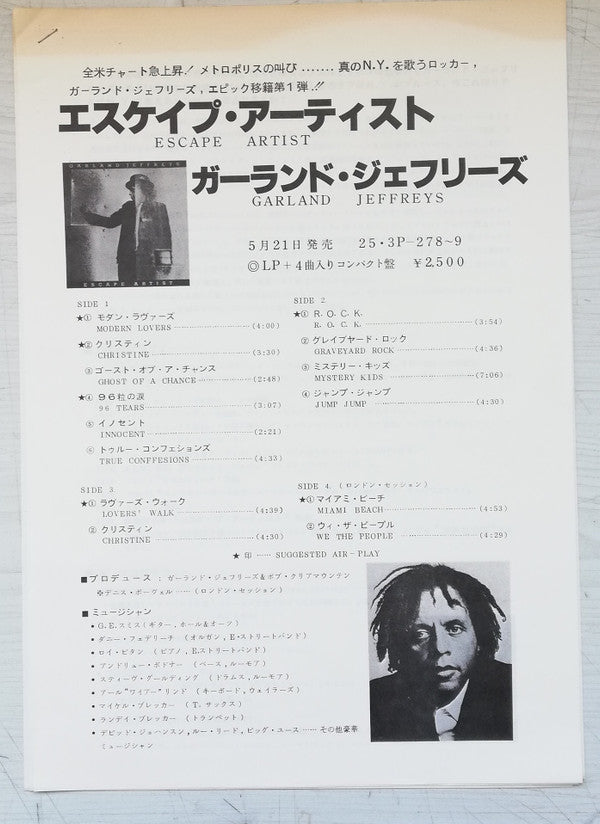 全米チャート急上昇.! メトロポリスの叫び ....... 真のN.Y.を歌うロッカー,
ガーランド・ジェフリーズ, エピック移籍第1弾.!!
エスケイプ・アーティスト
ESCAPE ARTIST
GARLAND JEFFREYS
ESCAPE ARTIST
ガーランド・ジェフリーズ
GARLAND JEFFREYS
5月21日発売 25・3P-278~9
◎LP+4曲入りコンパクト盤 ¥2,500
SIDE 1
★① モダン・ラヴァーズ
MODERN LOVERS (4:00)
★② クリスティン
CHRISTINE (3:30)
③ ゴースト・オブ・ア・チャンス
GHOST OF A CHANCE (2:48)
★④ 96粒の涙
96 TEARS (3:07)
⑤ イノセント
INNOCENT (2:21)
⑥ トゥルー・コンフェションズ
TRUE CONFFESIONS (4:33)
SIDE 2.
★① R. O. C. K.
R. O. C. K. (3:54)
② グレイブヤード・ロック
GRAVEYARD ROCK (4:36)
③ ミステリー・キッズ
MYSTERY KIDS (7:06)
④ ジャンプ・ジャンプ
JUMP JUMP (4:30)
SIDE 3.
★① ラヴァーズ・ウォーク
LOVERS' WALK (4:39)
② クリスティン
CHRISTINE (4:30)
SIDE 4. (ロンドン・セッション)
★① マイアミ・ビーチ
MIAMI BEACH (4:53)
② ウィ・ザ・ピープル
WE THE PEOPLE (4:29)
★ 印 ...... SUGGESTED AIR-PLAY
■プロデュース : ガーランド・ジェフリーズ&ボブ・クリアマウンテン
※デニス・ボーヴェル ...... (ロンドン・セッション)
■ ミュージシャン
• G.E.スミス(ギター, ホール&オーツ)
• ダニー・フェデリーチ (オルガン, E・ストリートバンド)
• ロイ・ビタン (ピアノ, E.ストリートバンド)
• アンドリュー・ボドナー (ベース, ルーモア)
• スティーヴ・グールディング (ドラムス, ルーモア)
• アール"ワイアー"リンド (キーボード, ウェイラーズ)
• マイケル・ブレッカー (T. サックス)
• ランディ・ブレッカー (トランペット)
• デビッド・ジョハンスン, ルー・リード, ビッグ・ユース ...... その他豪華
ミュージシャン